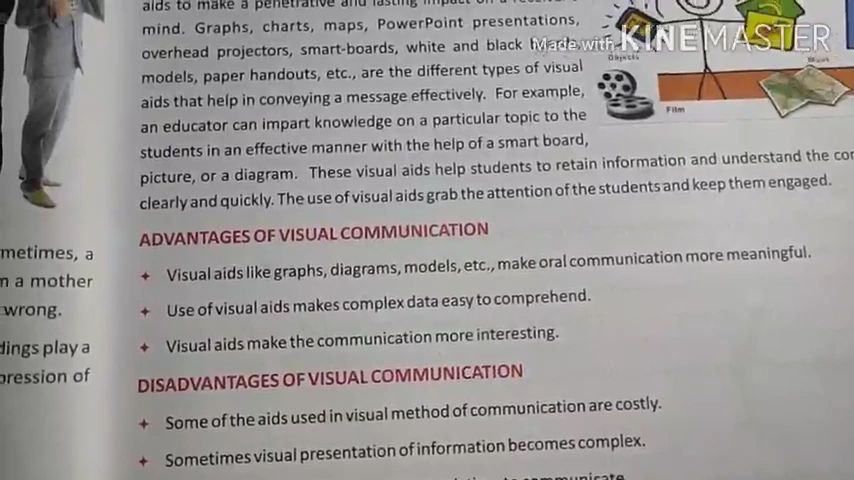 aids to make a penetrative and lasting impact on a
mind. Graphs, charts, maps, PowerPoint presentations,
overhead projectors, smart-boards, white and black
models, paper handouts, etc., are the different types of visual
aids that help in conveying a message effectively. For example,
an educator can impart knowledge on a particular topic to the
students in an effective manner with the help of a smart board,
picture, or a diagram. These visual aids help students to retain information and understand the
clearly and quickly. The use of visual aids grab the attention of the students and keep them engaged.
Made with KINEMASTER
Objects
Music
Film
ADVANTAGES OF VISUAL COMMUNICATION
✦ Visual aids like graphs, diagrams, models, etc., make oral communication more meaningful.
✦ Use of visual aids makes complex data easy to comprehend.
✦ Visual aids make the communication more interesting.
DISADVANTAGES OF VISUAL COMMUNICATION
✦ Some of the aids used in visual method of communication are costly.
✦ Sometimes visual presentation of information becomes complex.
communicate
metimes, a
a mother
wrong.
dings play a
pression of